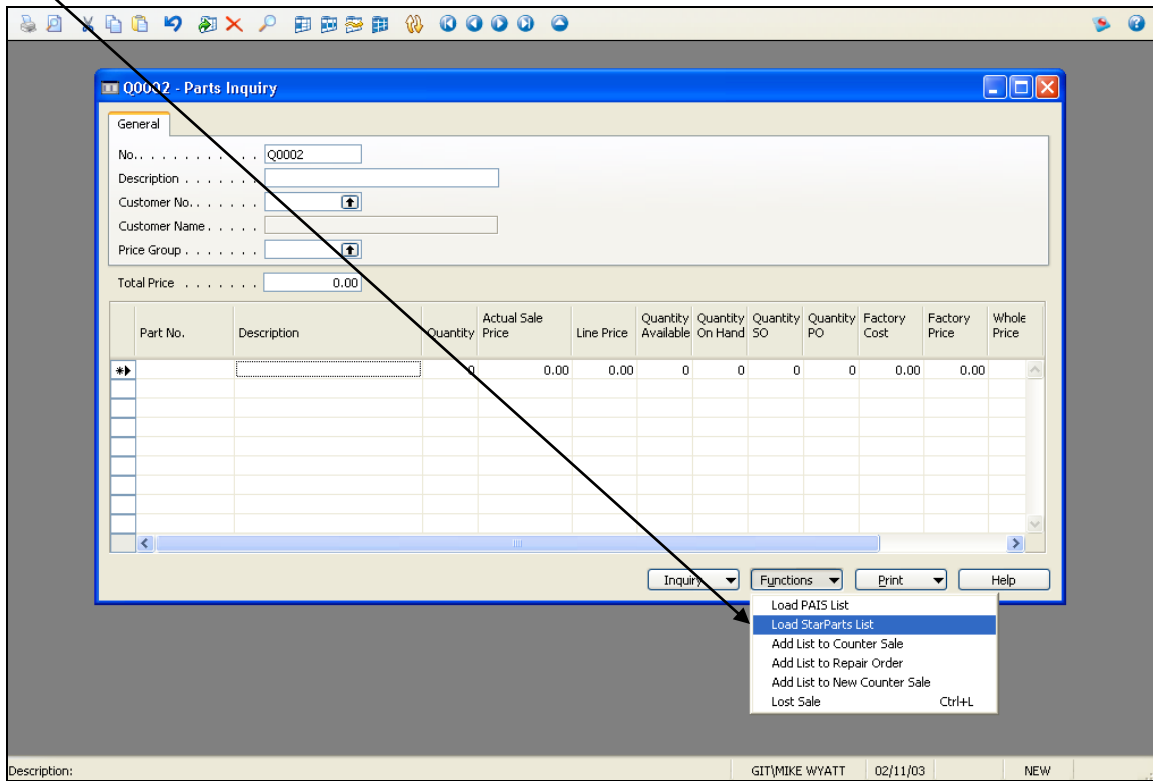 Q0002 - Parts Inquiry
General
No.. . . . . . . . . . . . Q0002
Description . . . . . . .
Customer No.. . . . . .
Customer Name . . . . .
Price Group . . . . . . .
Total Price . . . . . . . 0.00
Part No. Description Quantity Actual Sale Price Line Price Quantity Available Quantity On Hand Quantity SO Quantity PO Factory Cost Factory Price Whole Price
0 0.00 0.00 0 0 0 0 0.00 0.00
Inquiry Functions Print Help
Load PAIS List
Load StarParts List
Add List to Counter Sale
Add List to Repair Order
Add List to New Counter Sale
Lost Sale Ctrl+L
Description: GIT\MIKE WYATT 02/11/03 NEW